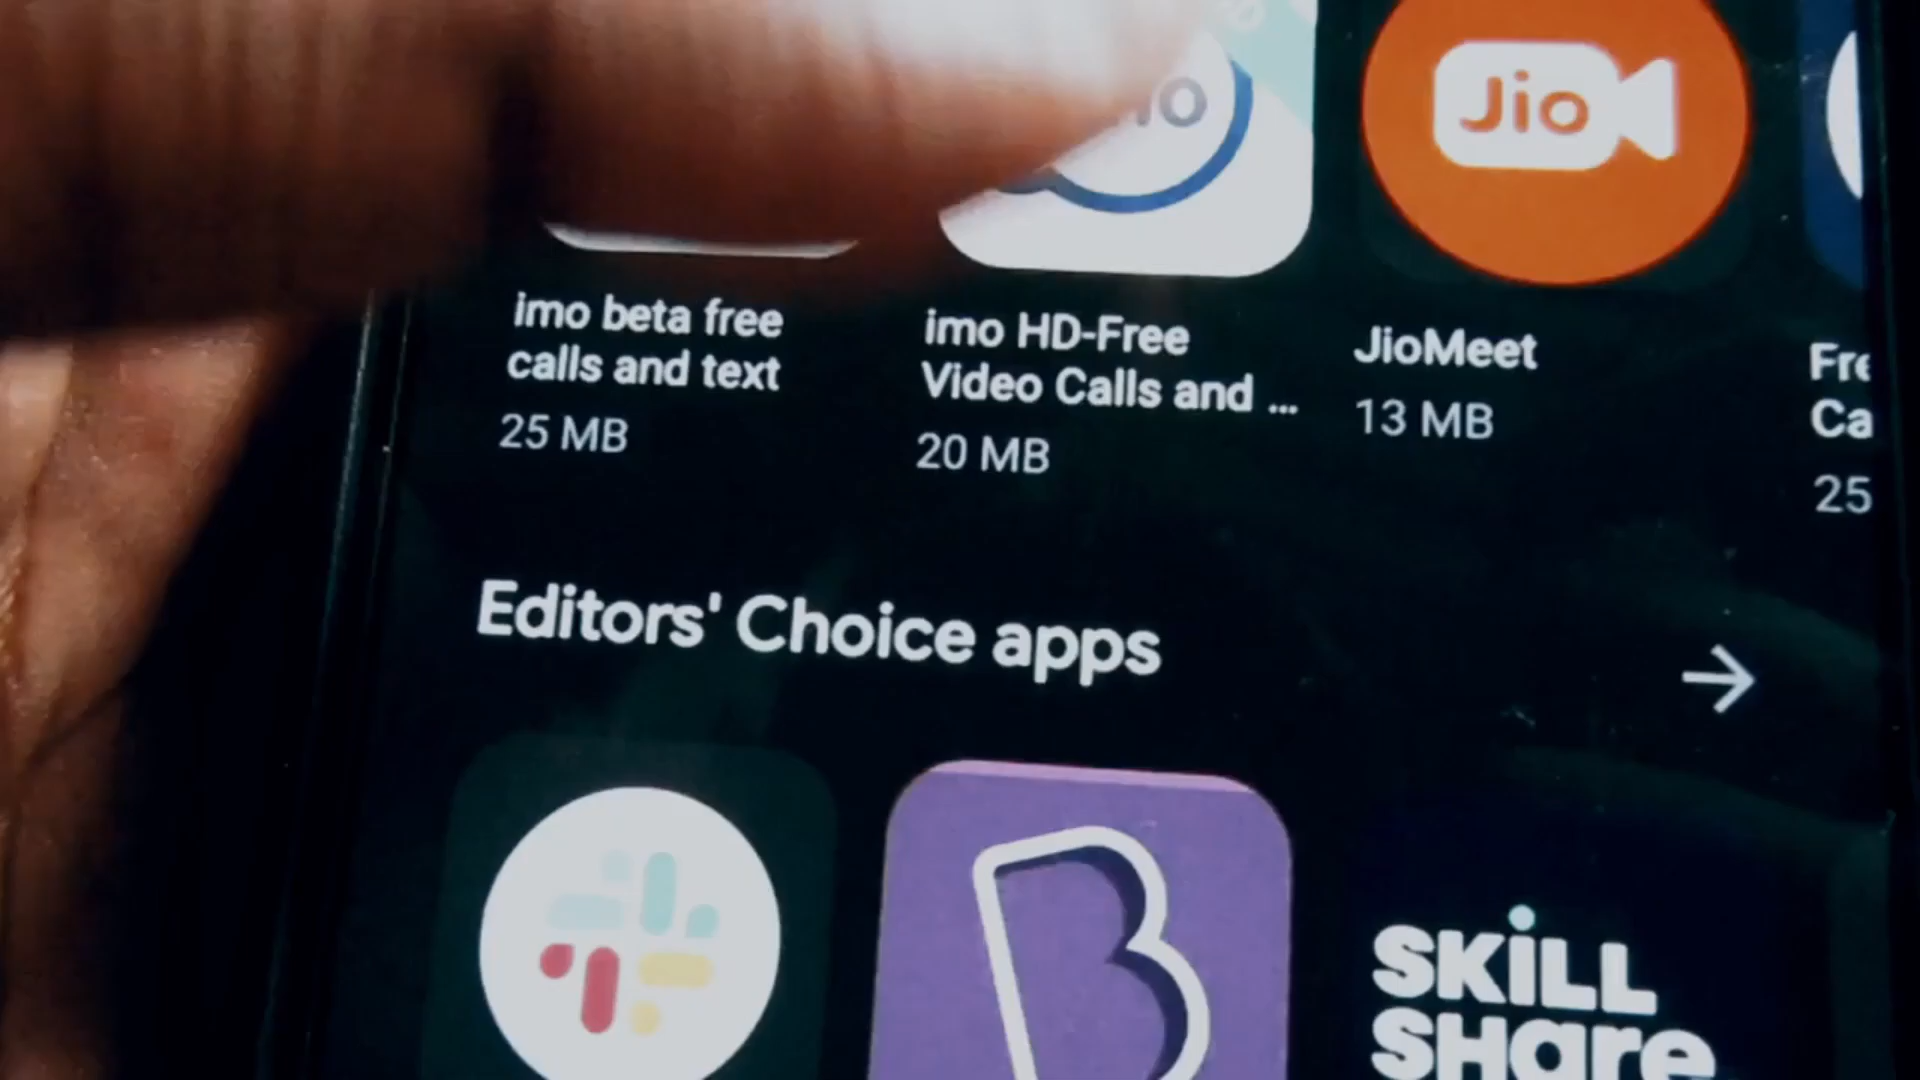 Jio
imo beta free
calls and text
25 MB
imo HD-Free
Video Calls and ...
20 MB
JioMeet
13 MB
Editors' Choice apps
B
SKiLL
SHare